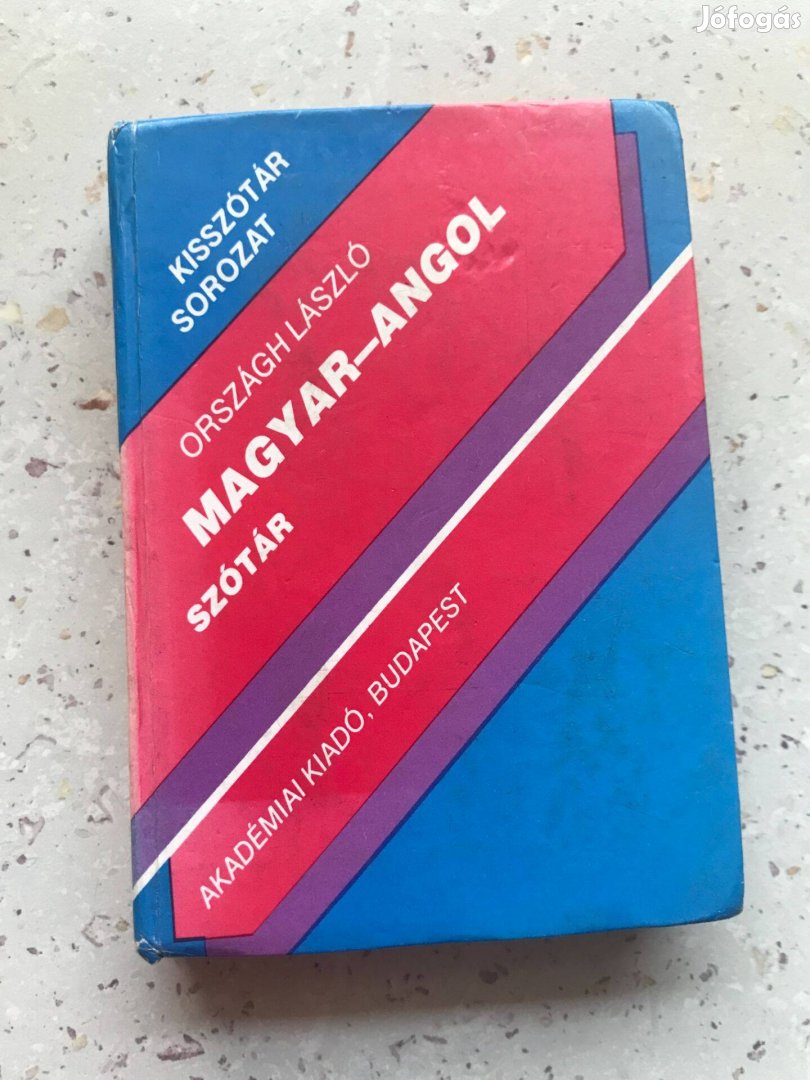 Jófogás
KISSZÓTÁR
SOROZAT
ORSZÁGH LÁSZLÓ
MAGYAR–ANGOL
SZÓTÁR
AKADÉMIAI KIADÓ, BUDAPEST